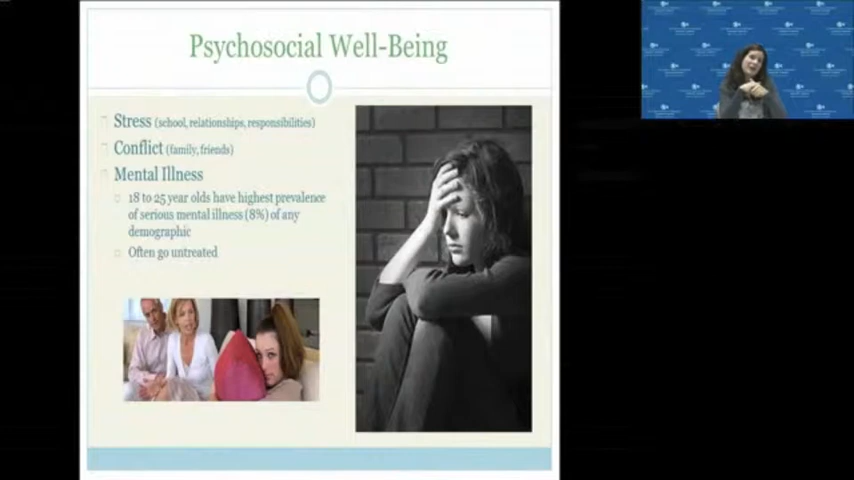 Psychosocial Well-Being
Stress (school, relationships, responsibilities)
Conflict (family, friends)
Mental Illness
18 to 25 year olds have highest prevalence
of serious mental illness (8%) of any
demographic
Often go untreated